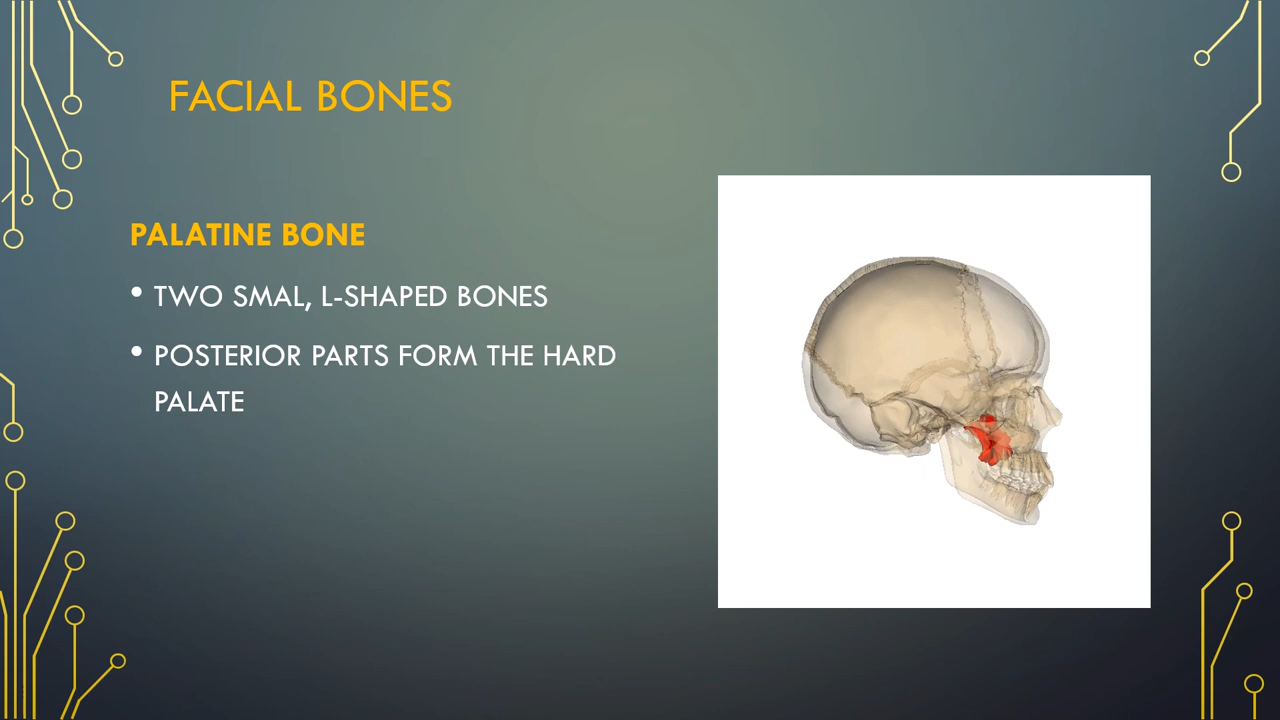 FACIAL BONES
PALATINE BONE
• TWO SMAL, L-SHAPED BONES
• POSTERIOR PARTS FORM THE HARD
PALATE